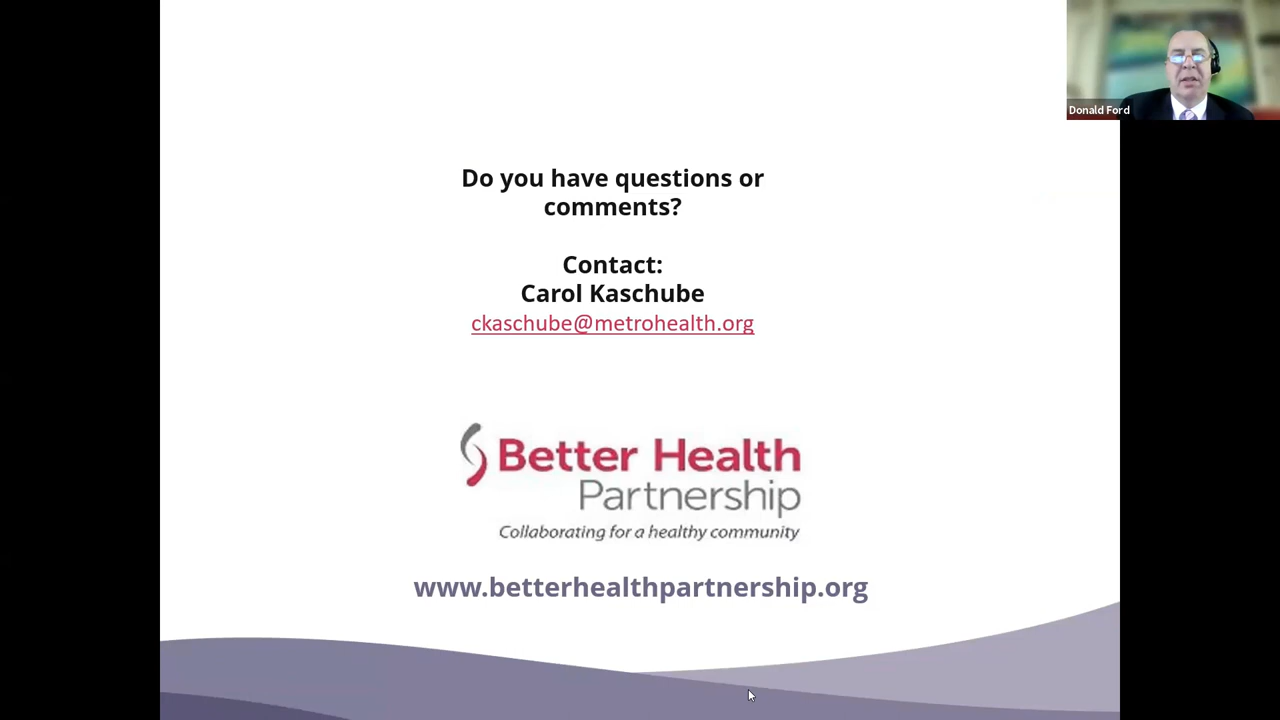 Donald Ford
Do you have questions or
comments?
Contact:
Carol Kaschube
ckaschube@metrohealth.org
Better Health
Partnership
Collaborating for a healthy community
www.betterhealthpartnership.org